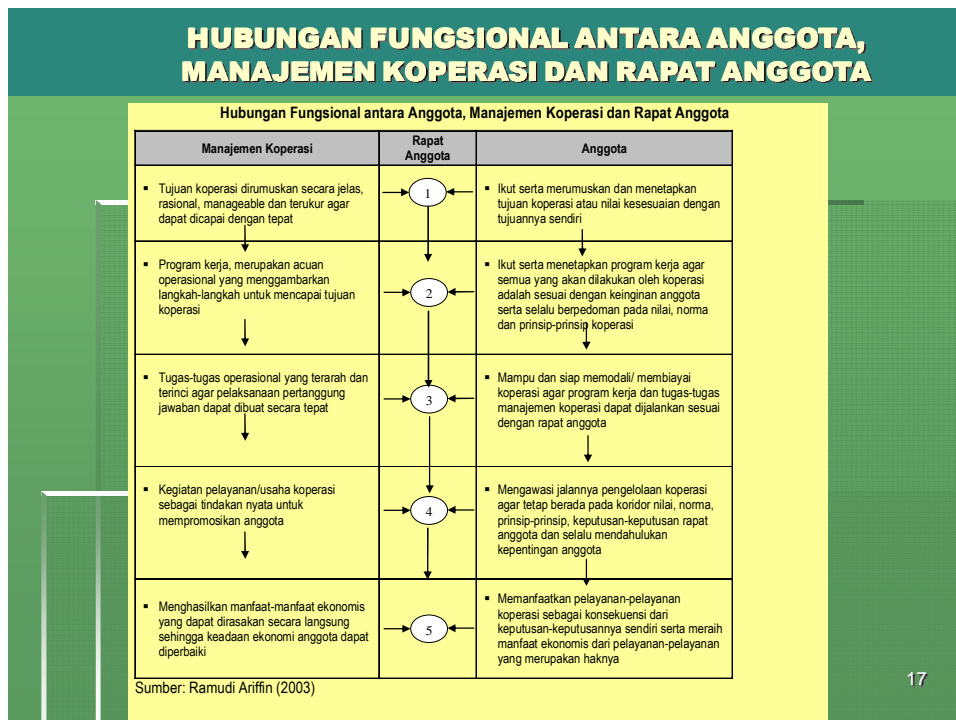 HUBUNGAN FUNGSIONAL ANTARA ANGGOTA,
MANAJEMEN KOPERASI DAN RAPAT ANGGOTA
Hubungan Fungsional antara Anggota, Manajemen Koperasi dan Rapat Anggota
Manajemen Koperasi
Rapat
Anggota
Anggota
▪ Tujuan koperasi dirumuskan secara jelas,
rasional, manageable dan terukur agar
dapat dicapai dengan tepat
1
▪ Ikut serta merumuskan dan menetapkan
tujuan koperasi atau nilai kesesuaian dengan
tujuannya sendiri
▪ Program kerja, merupakan acuan
operasional yang menggambarkan
langkah-langkah untuk mencapai tujuan
koperasi
2
▪ Ikut serta menetapkan program kerja agar
semua yang akan dilakukan oleh koperasi
adalah sesuai dengan keinginan anggota
serta selalu berpedoman pada nilai, norma
dan prinsip-prinsip koperasi
▪ Tugas-tugas operasional yang terarah dan
terinci agar pelaksanaan pertanggung
jawaban dapat dibuat secara tepat
3
▪ Mampu dan siap memodali/ membiayai
koperasi agar program kerja dan tugas-tugas
manajemen koperasi dapat dijalankan sesuai
dengan rapat anggota
▪ Kegiatan pelayanan/usaha koperasi
sebagai tindakan nyata untuk
mempromosikan anggota
4
▪ Mengawasi jalannya pengelolaan koperasi
agar tetap berada pada koridor nilai, norma,
prinsip-prinsip, keputusan-keputusan rapat
anggota dan selalu mendahulukan
kepentingan anggota
▪ Menghasilkan manfaat-manfaat ekonomis
yang dapat dirasakan secara langsung
sehingga keadaan ekonomi anggota dapat
diperbaiki
5
▪ Memanfaatkan pelayanan-pelayanan
koperasi sebagai konsekuensi dari
keputusan-keputusannya sendiri serta meraih
manfaat ekonomis dari pelayanan-pelayanan
yang merupakan haknya
Sumber: Ramudi Ariffin (2003)
17